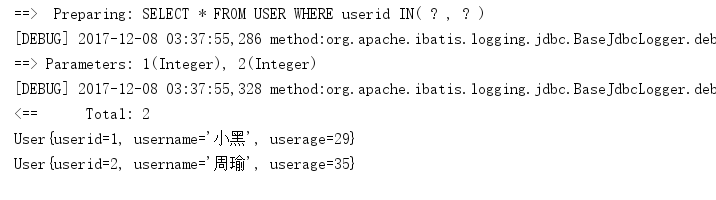 ==>  Preparing: SELECT * FROM USER WHERE userid IN( ? , ? )
[DEBUG] 2017-12-08 03:37:55,286 method:org.apache.ibatis.logging.jdbc.BaseJdbcLogger.deb
==> Parameters: 1(Integer), 2(Integer)
[DEBUG] 2017-12-08 03:37:55,328 method:org.apache.ibatis.logging.jdbc.BaseJdbcLogger.deb
<==      Total: 2
User{userid=1, username='小黑', userage=29}
User{userid=2, username='周瑜', userage=35}